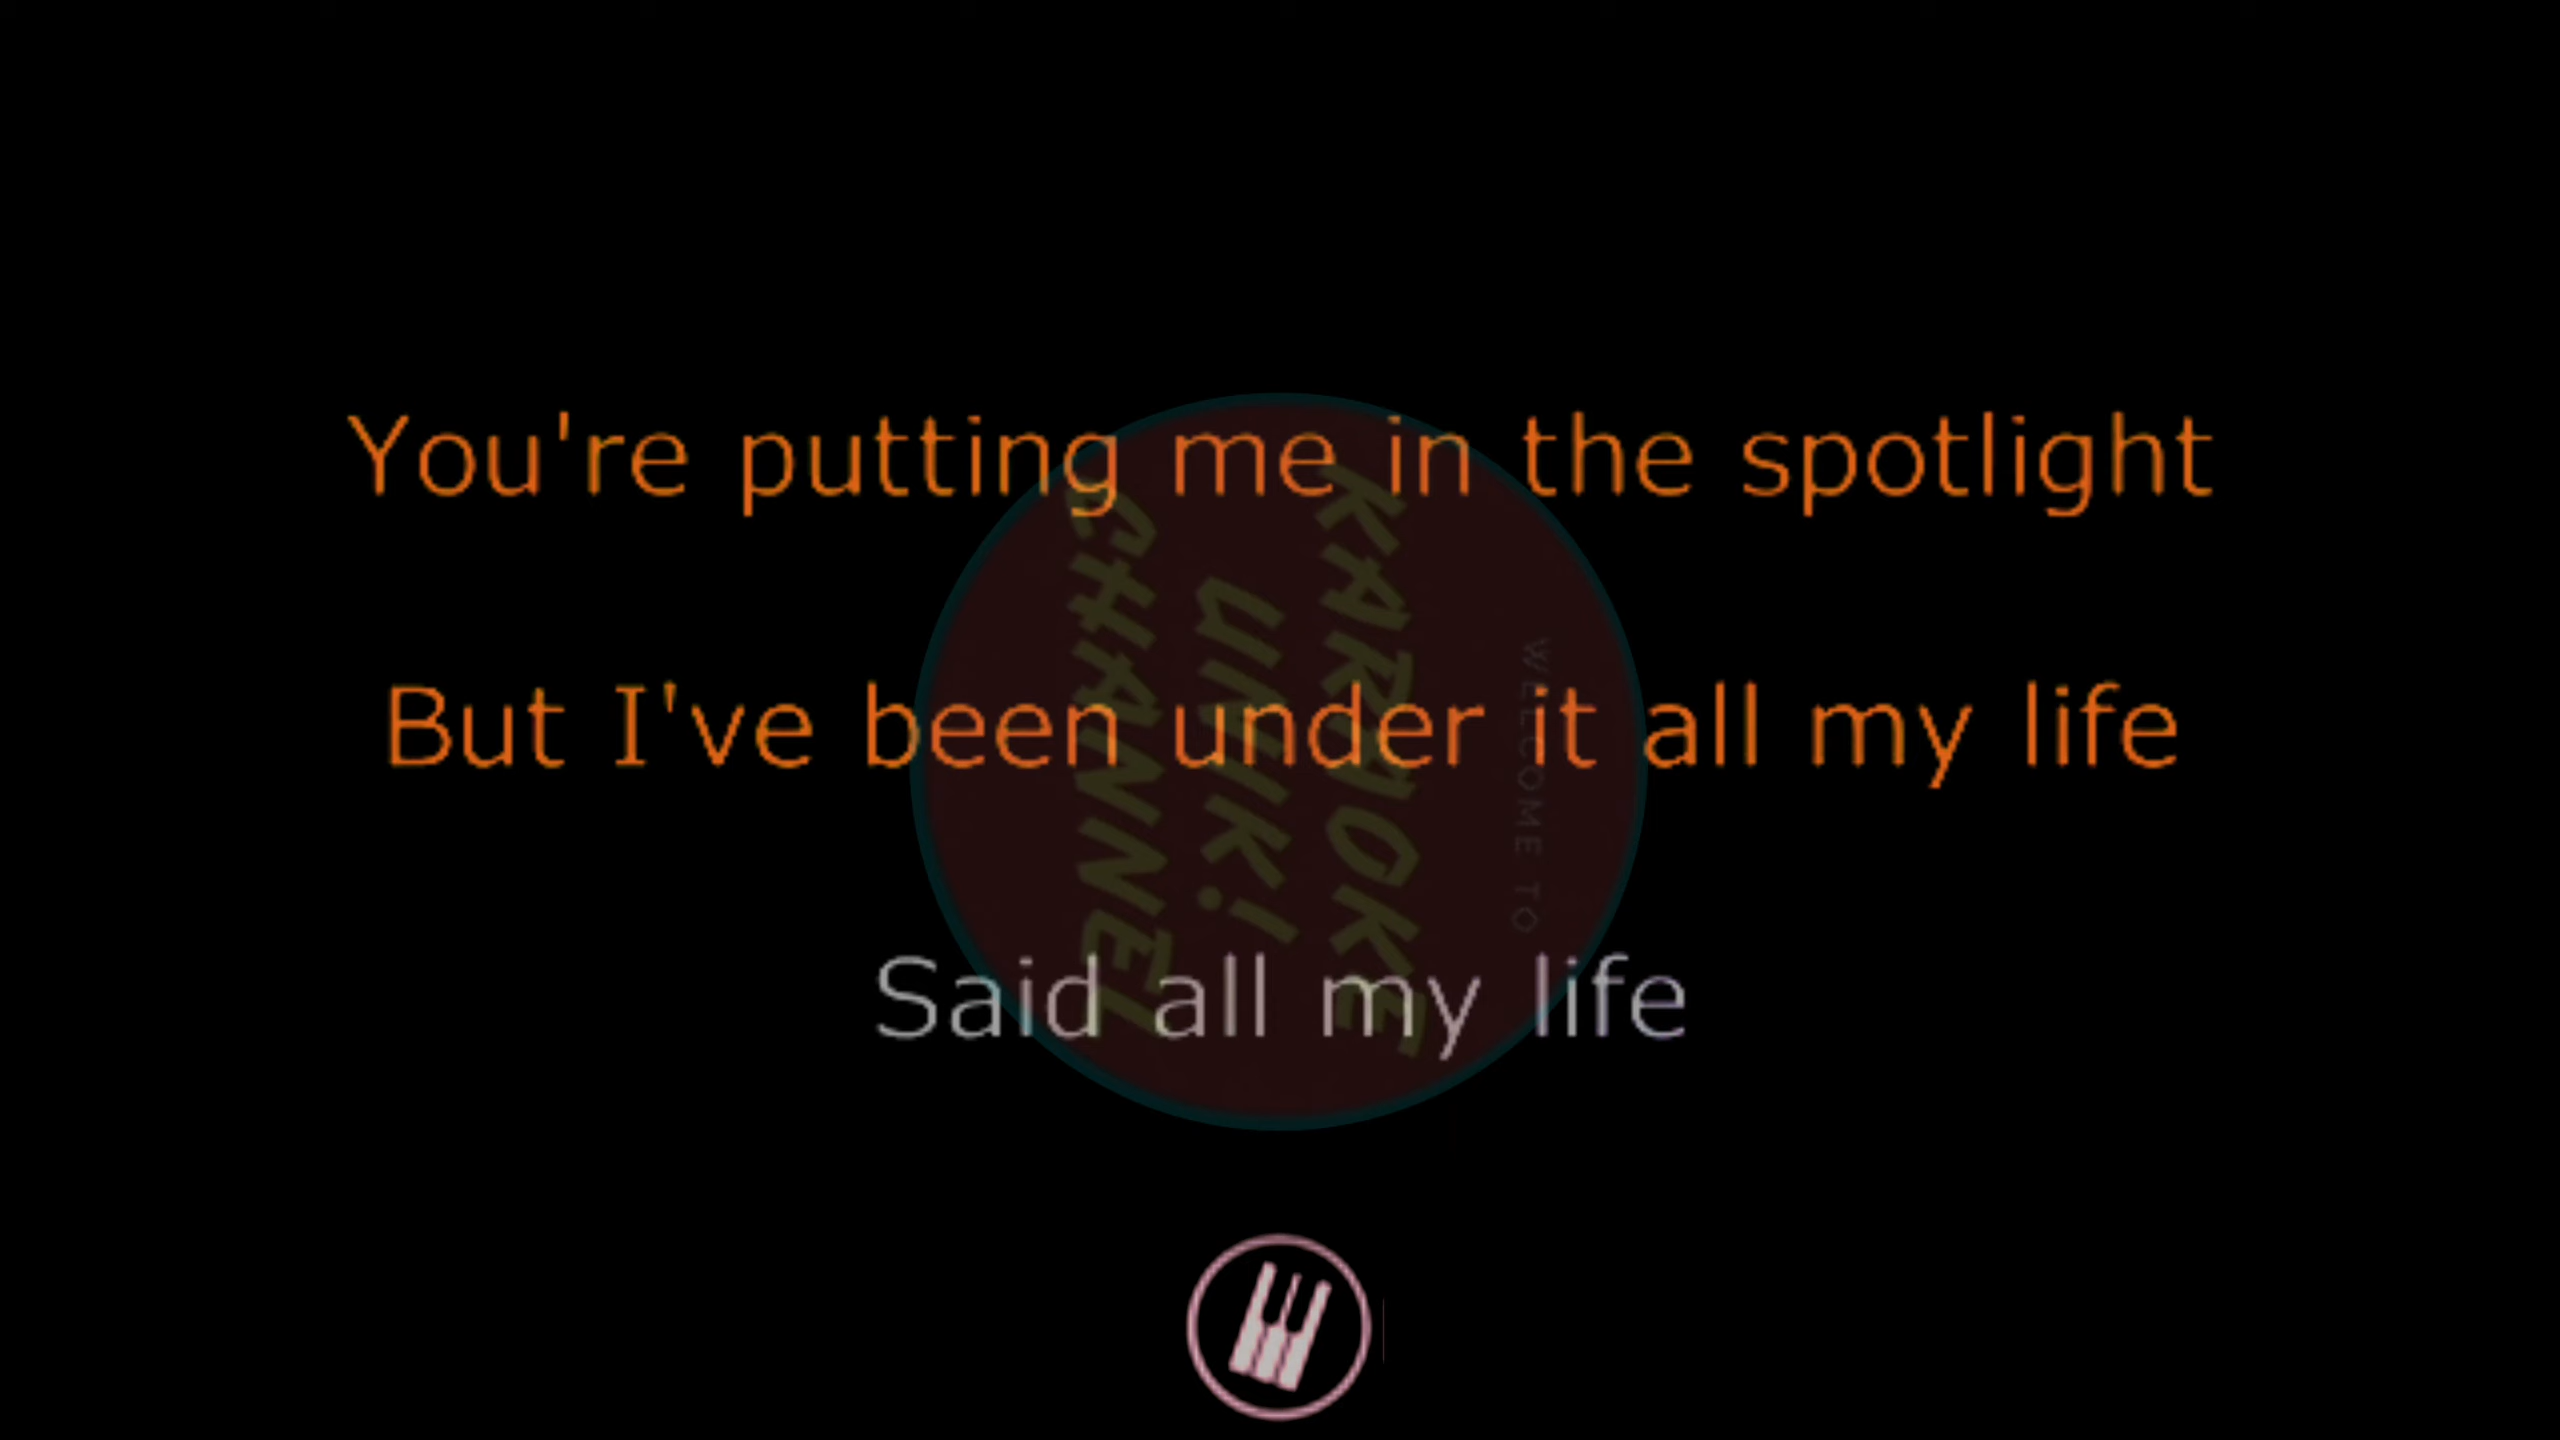 You're putting me in the spotlight
But I've been under it all my life
Said all my life
WELCOME TO
KARAOKE
UNIK!
CHANNEL